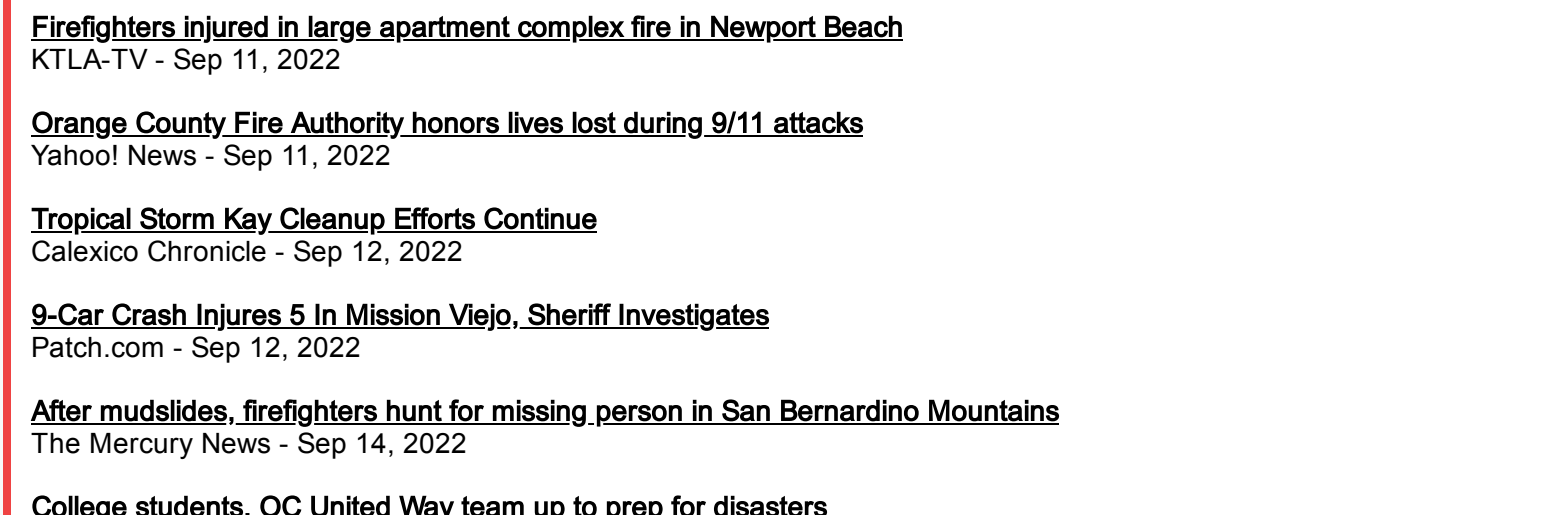 Firefighters injured in large apartment complex fire in Newport Beach
KTLA-TV - Sep 11, 2022
Orange County Fire Authority honors lives lost during 9/11 attacks
Yahoo! News - Sep 11, 2022
Tropical Storm Kay Cleanup Efforts Continue
Calexico Chronicle - Sep 12, 2022
9-Car Crash Injures 5 In Mission Viejo, Sheriff Investigates
Patch.com - Sep 12, 2022
After mudslides, firefighters hunt for missing person in San Bernardino Mountains
The Mercury News - Sep 14, 2022
College students, OC United Way team up to prep for disasters